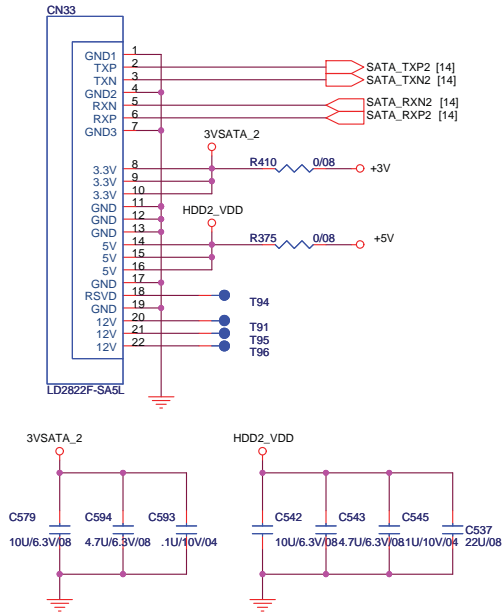 CN33
GND1 1
TXP 2 SATA_TXP2 [14]
TXN 3 SATA_TXN2 [14]
GND2 4
RXN 5 SATA_RXN2 [14]
RXP 6 SATA_RXP2 [14]
GND3 7
3VSATA_2
3.3V 8 R410 0/08 +3V
3.3V 9
3.3V 10
GND 11
GND 12
GND 13
HDD2_VDD
5V 14 R375 0/08 +5V
5V 15
5V 16
GND 17
RSVD 18 T94
GND 19
12V 20 T91
12V 21 T95
12V 22 T96
LD2822F-SA5L
3VSATA_2 HDD2_VDD
C579 C594 C593 C542 C543 C545 C537
10U/6.3V/08 4.7U/6.3V/08 .1U/10V/04 10U/6.3V/08 4.7U/6.3V/08 .1U/10V/04 22U/08